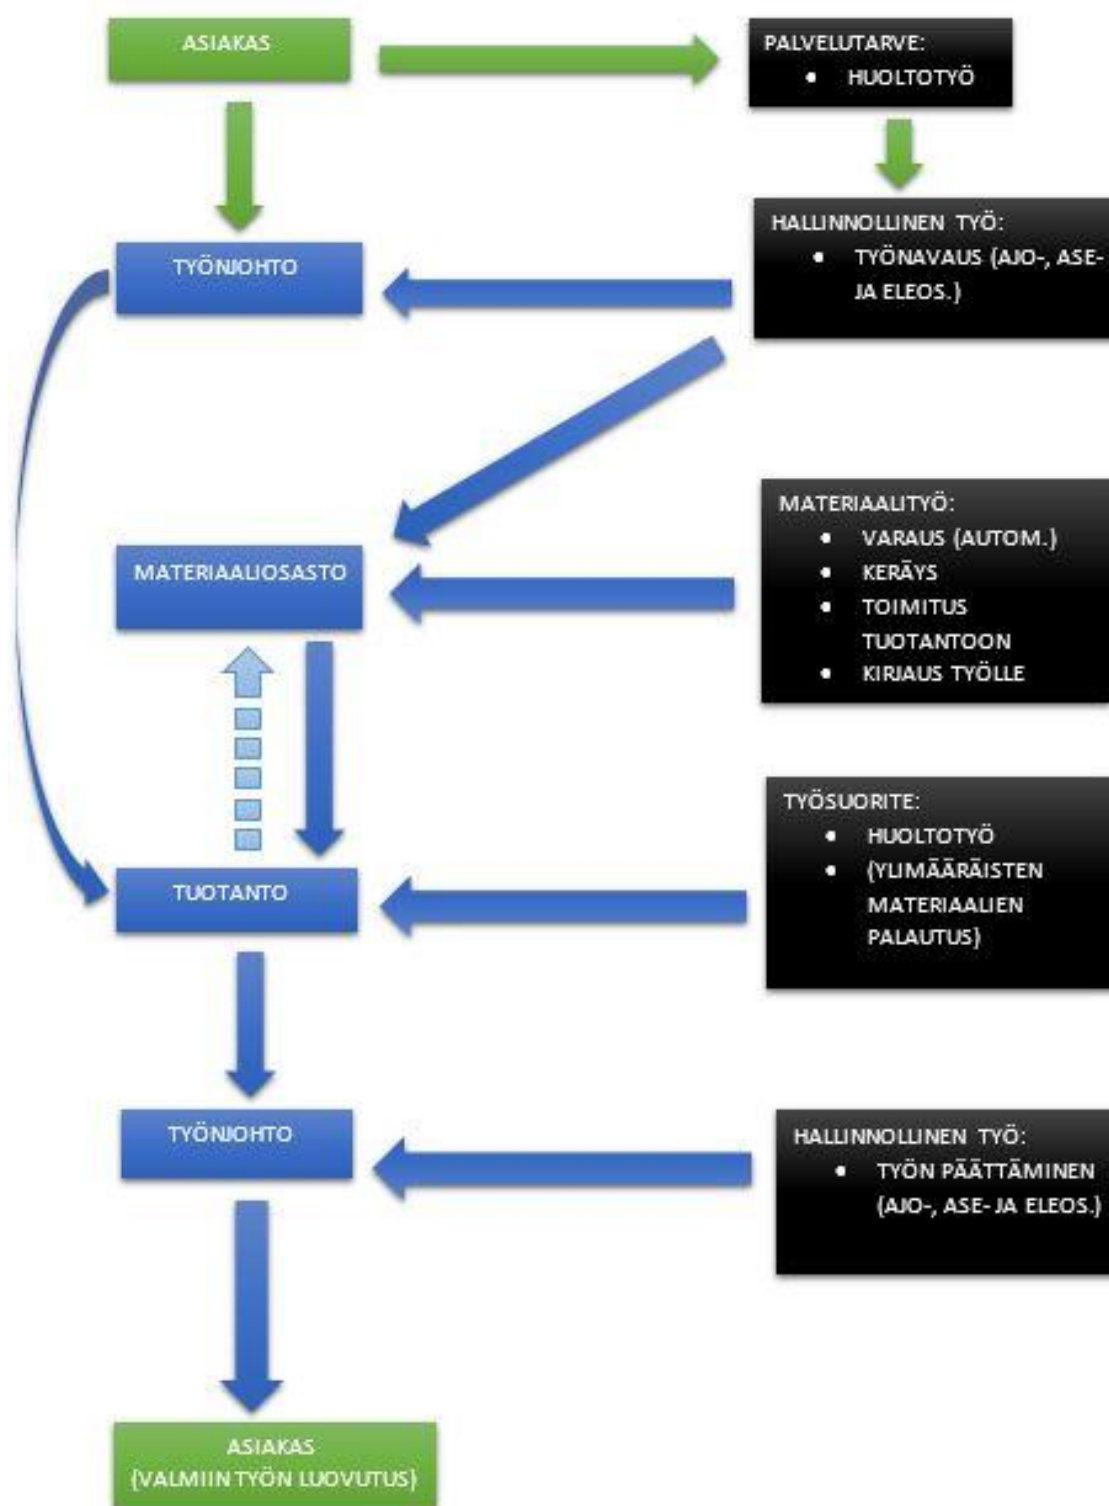 ASIAKAS
PALVELUTARVE:
• HUOLTOTYÖ
HALLINNOLLINEN TYÖ:
• TYÖNAVAUS (AJO-, ASE-
JA ELEOS.)
TYÖNJOHTO
MATERIAALITYÖ:
• VARAUS (AUTOM.)
• KERÄYS
• TOIMITUS
TUOTANTOON
• KIRJAUS TYÖLLE
MATERIAALIOSASTO
TYÖSUORITE:
• HUOLTOTYÖ
• (YLIMÄÄRÄISTEN
MATERIAALIEN
PALAUTUS)
TUOTANTO
TYÖNJOHTO
HALLINNOLLINEN TYÖ:
• TYÖN PÄÄTTÄMINEN
(AJO-, ASE- JA ELEOS.)
ASIAKAS
(VALMIIN TYÖN LUOVUTUS)